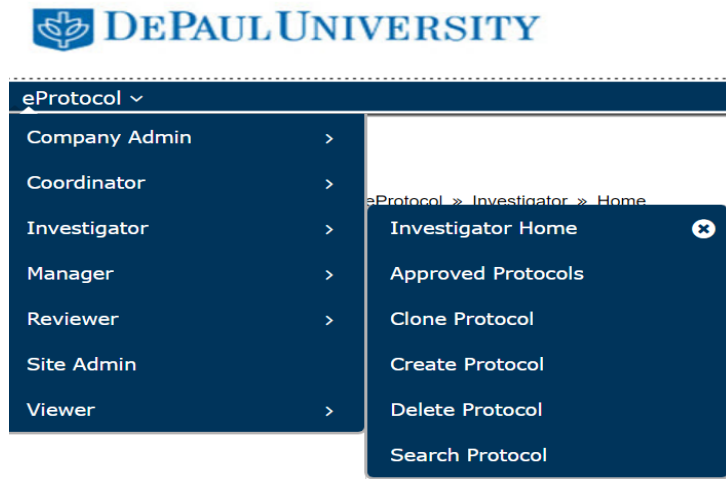 DEPAUL UNIVERSITY
eProtocol
Company Admin
Coordinator
eProtocol » Investigator » Home
Investigator
Manager
Reviewer
Site Admin
Viewer
Investigator Home
Approved Protocols
Clone Protocol
Create Protocol
Delete Protocol
Search Protocol